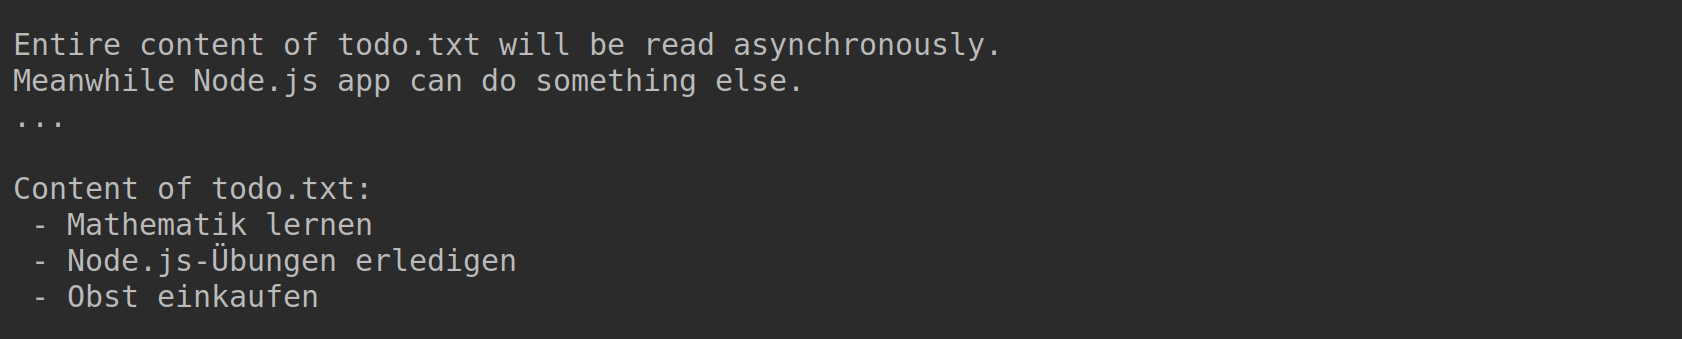 Entire content of todo.txt will be read asynchronously.
Meanwhile Node.js app can do something else.
...
Content of todo.txt:
- Mathematik lernen
- Node.js-Übungen erledigen
- Obst einkaufen